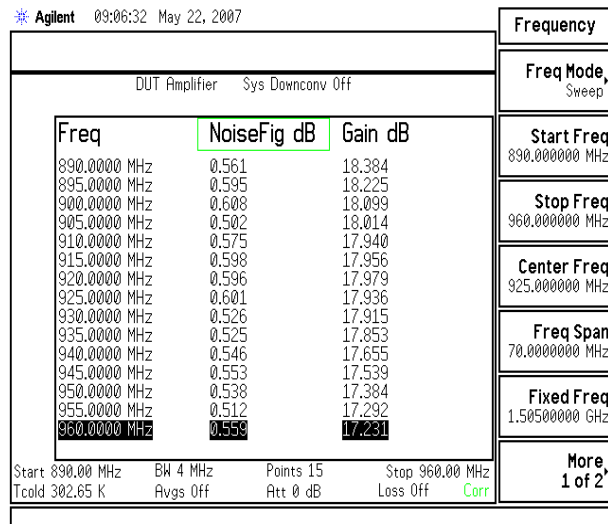 Agilent 09:06:32 May 22, 2007
DUT Amplifier Sys Downconv Off
Freq NoiseFig dB Gain dB
890.0000 MHz 0.561 18.384
895.0000 MHz 0.595 18.225
900.0000 MHz 0.608 18.099
905.0000 MHz 0.502 18.014
910.0000 MHz 0.575 17.940
915.0000 MHz 0.598 17.956
920.0000 MHz 0.596 17.979
925.0000 MHz 0.601 17.936
930.0000 MHz 0.526 17.915
935.0000 MHz 0.525 17.853
940.0000 MHz 0.546 17.655
945.0000 MHz 0.553 17.539
950.0000 MHz 0.538 17.384
955.0000 MHz 0.512 17.292
960.0000 MHz 0.559 17.231
Start 890.00 MHz BW 4 MHz Points 15 Stop 960.00 MHz
Tcold 302.65 K Avgs Off Att 0 dB Loss Off Corr
Frequency
Freq Mode
Sweep
Start Freq
890.000000 MHz
Stop Freq
960.000000 MHz
Center Freq
925.000000 MHz
Freq Span
70.0000000 MHz
Fixed Freq
1.50500000 GHz
More
1 of 2